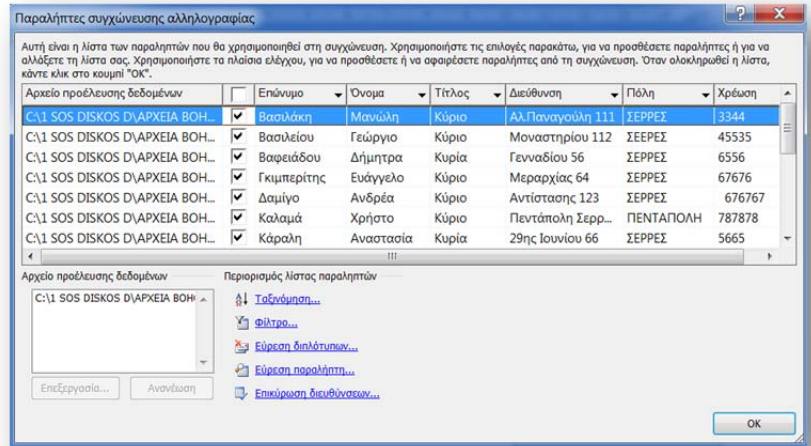 Παραλήπτες συγχώνευσης αλληλογραφίας
Αυτή είναι η λίστα των παραληπτών που θα χρησιμοποιηθεί στη συγχώνευση. Χρησιμοποιήστε τις επιλογές παρακάτω, για να προσθέσετε παραλήπτες ή για να
αλλάξετε τη λίστα σας. Χρησιμοποιήστε τα πλαίσια ελέγχου, για να προσθέσετε ή να αφαιρέσετε παραλήπτες από τη συγχώνευση. Όταν ολοκληρωθεί η λίστα,
κάντε κλικ στο κουμπί "OK".
Αρχείο προέλευσης δεδομένων Επώνυμο Όνομα Τίτλος Διεύθυνση Πόλη Χρέωση
C:\1 SOS DISKOS D\ΑΡΧΕΙΑ ΒΟΗ... Βασιλάκη Μανώλη Κύριο Αλ.Παναγούλη 111 ΣΕΡΡΕΣ 3344
C:\1 SOS DISKOS D\ΑΡΧΕΙΑ ΒΟΗ... Βασιλείου Γεώργιο Κύριο Μοναστηρίου 112 ΣΕΕΡΕΣ 45535
C:\1 SOS DISKOS D\ΑΡΧΕΙΑ ΒΟΗ... Βαφειάδου Δήμητρα Κυρία Γενναδίου 56 ΣΕΡΡΕΣ 6556
C:\1 SOS DISKOS D\ΑΡΧΕΙΑ ΒΟΗ... Γκιμπερίτης Ευάγγελο Κύριο Μεραρχίας 64 ΣΕΡΡΕΣ 67676
C:\1 SOS DISKOS D\ΑΡΧΕΙΑ ΒΟΗ... Δαμίγο Ανδρέα Κύριο Αντίστασης 123 ΣΕΡΡΕΣ 676767
C:\1 SOS DISKOS D\ΑΡΧΕΙΑ ΒΟΗ... Καλαμά Χρήστο Κύριο Πεντάπολη Σερρ... ΠΕΝΤΑΠΟΛΗ 787878
C:\1 SOS DISKOS D\ΑΡΧΕΙΑ ΒΟΗ... Κάραλη Αναστασία Κυρία 29ης Ιουνίου 66 ΣΕΡΡΕΣ 5665
Αρχείο προέλευσης δεδομένων Περιορισμός λίστας παραληπτών
C:\1 SOS DISKOS D\ΑΡΧΕΙΑ ΒΟΗ
Ταξινόμηση...
Φίλτρο...
Εύρεση διπλότυπων...
Εύρεση παραλήπτη...
Επεξεργασία... Ανανέωση Επικύρωση διευθύνσεων...
OK